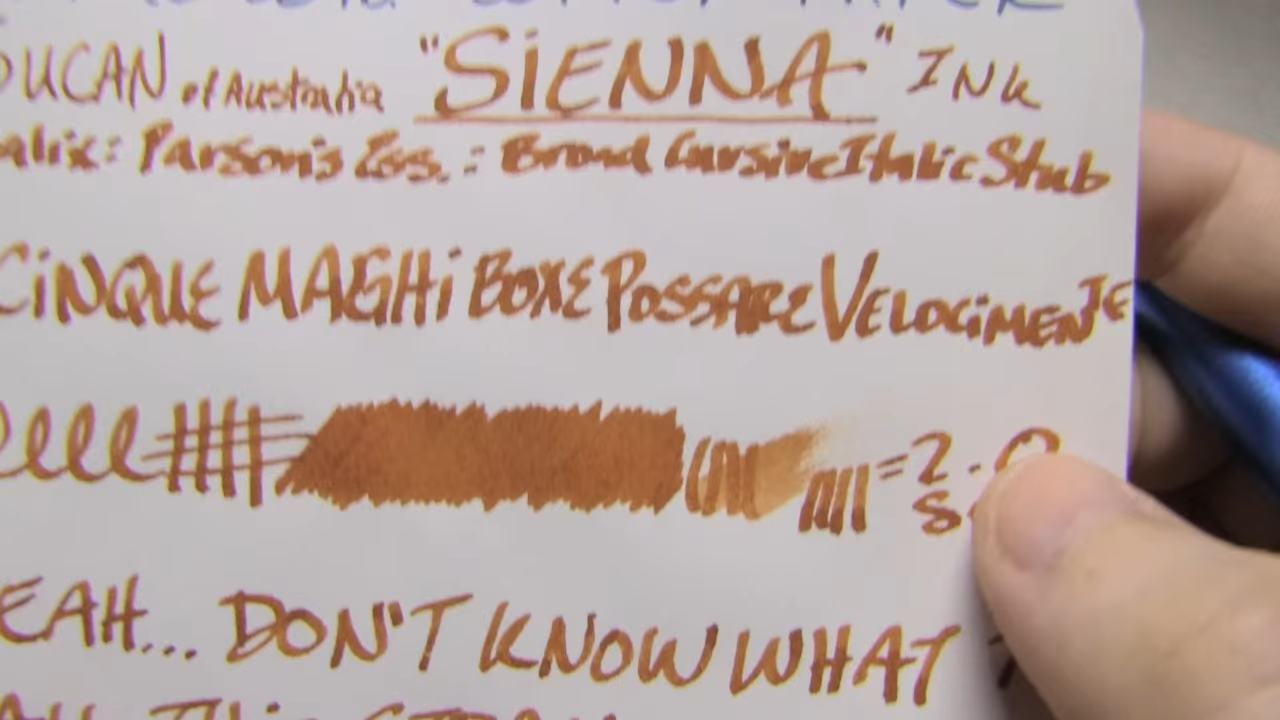 OUCAN of Australia "SiENNA" INk
alix: Parson's Ess. : Broad Cursive Italic Stub
CiNQUE MAGHi BOXE POSSARE VELOCiMENTE
= 2.0
EAH... DON'T KNOW WHAT